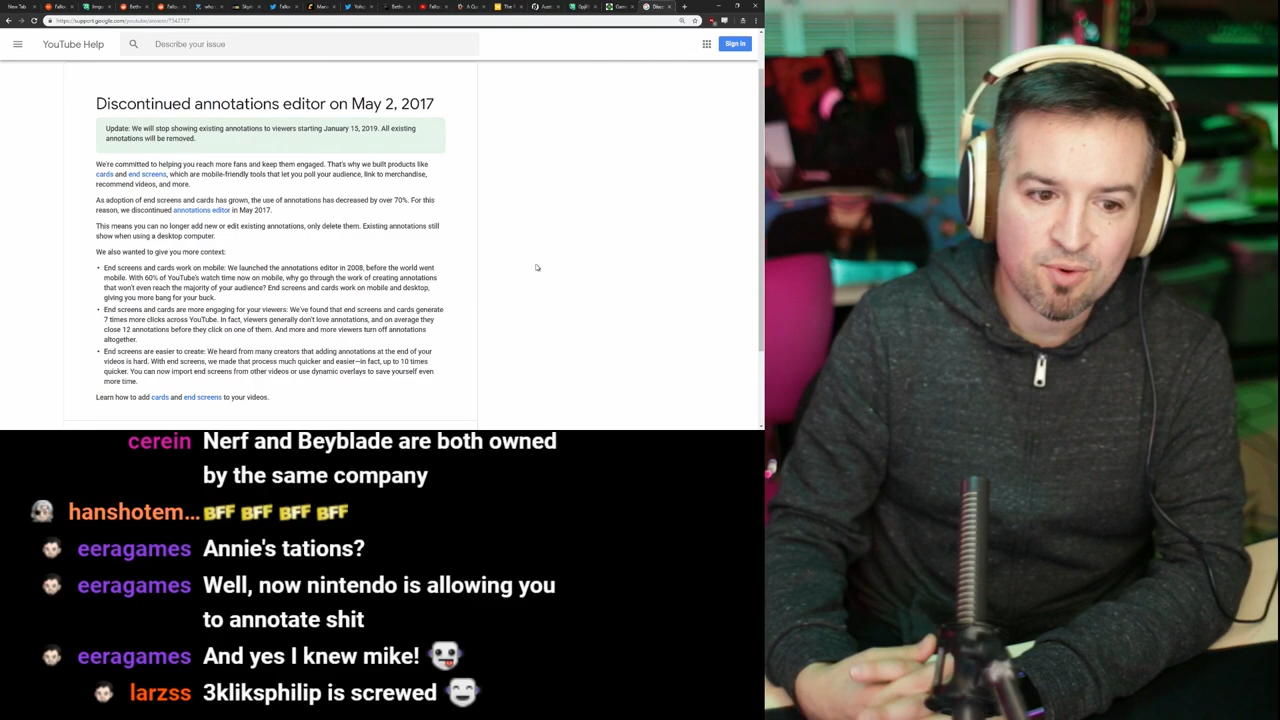 New Tab
https://support.google.com/youtube/answer/7342737
YouTube Help
Describe your issue
Sign in
Discontinued annotations editor on May 2, 2017
Update: We will stop showing existing annotations to viewers starting January 15, 2019. All existing
annotations will be removed.
We're committed to helping you reach more fans and keep them engaged. That's why we built products like
cards and end screens, which are mobile-friendly tools that let you poll your audience, link to merchandise,
recommend videos, and more.
As adoption of end screens and cards has grown, the use of annotations has decreased by over 70%. For this
reason, we discontinued annotations editor in May 2017.
This means you can no longer add new or edit existing annotations, only delete them. Existing annotations still
show when using a desktop computer.
We also wanted to give you more context:
• End screens and cards work on mobile: We launched the annotations editor in 2008, before the world went
mobile. With 60% of YouTube's watch time now on mobile, why go through the work of creating annotations
that won't even reach the majority of your audience? End screens and cards work on mobile and desktop,
giving you more bang for your buck.
• End screens and cards are more engaging for your viewers: We've found that end screens and cards generate
7 times more clicks across YouTube. In fact, viewers generally don't love annotations, and on average they
close 12 annotations before they click on one of them. And more and more viewers turn off annotations
altogether.
• End screens are easier to create: We heard from many creators that adding annotations at the end of your
videos is hard. With end screens, we made that process much quicker and easier—in fact, up to 10 times
quicker. You can now import end screens from other videos or use dynamic overlays to save yourself even
more time.
Learn how to add cards and end screens to your videos.
cerein Nerf and Beyblade are both owned
by the same company
hanshotem... BFF BFF BFF BFF
eeragames Annie's tations?
eeragames Well, now nintendo is allowing you
to annotate shit
eeragames And yes I knew mike!
larzss 3kliksphilip is screwed